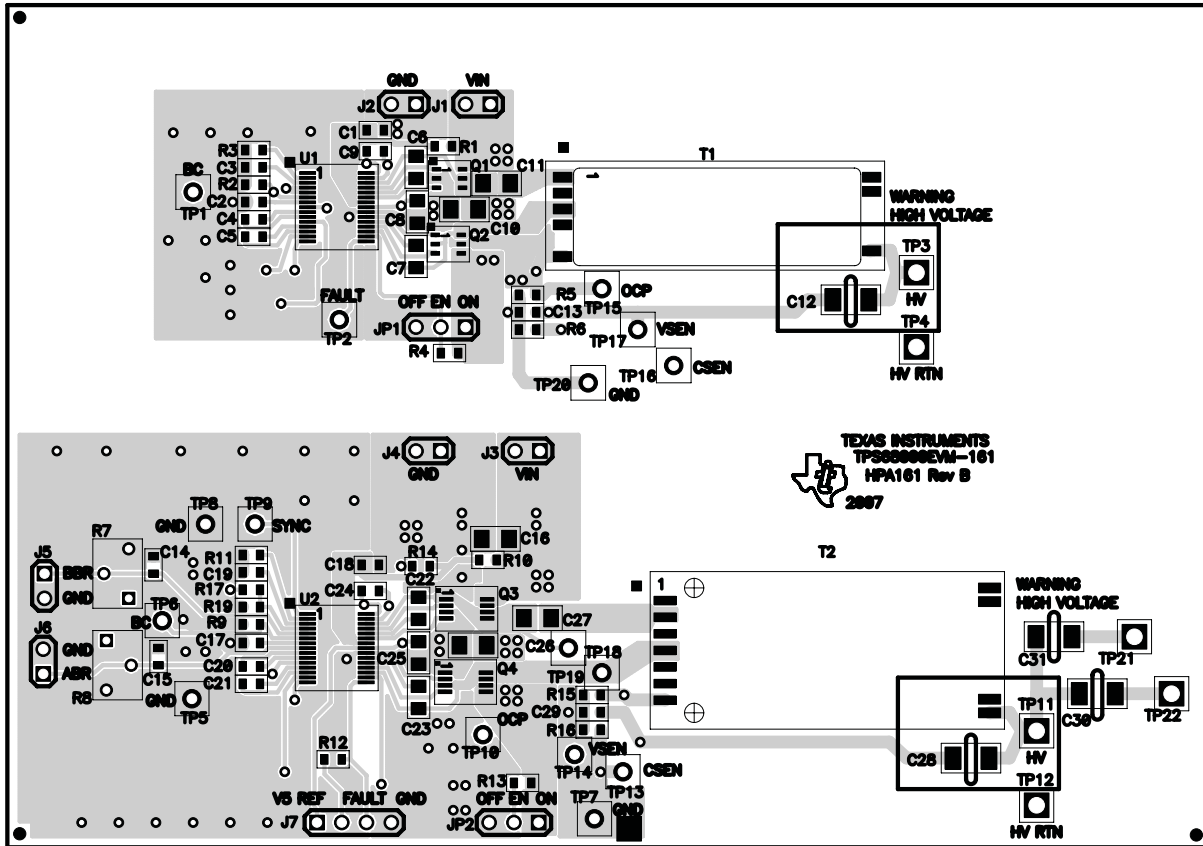 GND VIN
J2 J1
C1 C6
R1
R3 U1 C9 Q1 C11 T1
BC C3 1 1
R2 WARNING
TP1 C2 HIGH VOLTAGE
C4 C8 C10
C5 Q2 TP3
C7
FAULT OFF EN ON R5 OCP C12 HV
TP15
JP1 C13 TP4
TP2 R6 TP17 VSEN
R4 HV RTN
TP20 TP16 CSEN
GND
J4 J3 TEXAS INSTRUMENTS
GND VIN
HPA161 Rev B
TP8 TP9 2007
R7 GND SYNC
C14 C16 T2
J5 R11 C18 R14 R10
BBR C19
GND R17 C24 C22 Q3 1 WARNING
TP6 R19 U2 HIGH VOLTAGE
J6 BC R9 1 C27
GND C17 C25 C26 TP18 C31 TP21
ABR C15 C20 Q4 TP19
R8 C21 R15 TP11 C30 TP22
GND TP5 OCP C29
C23 R16
R12 TP10 VSEN C28 HV
TP14 CSEN
R13 TP13 TP12
V5 REF FAULT GND OFF EN ON TP7 GND
J7 JP2 HV RTN